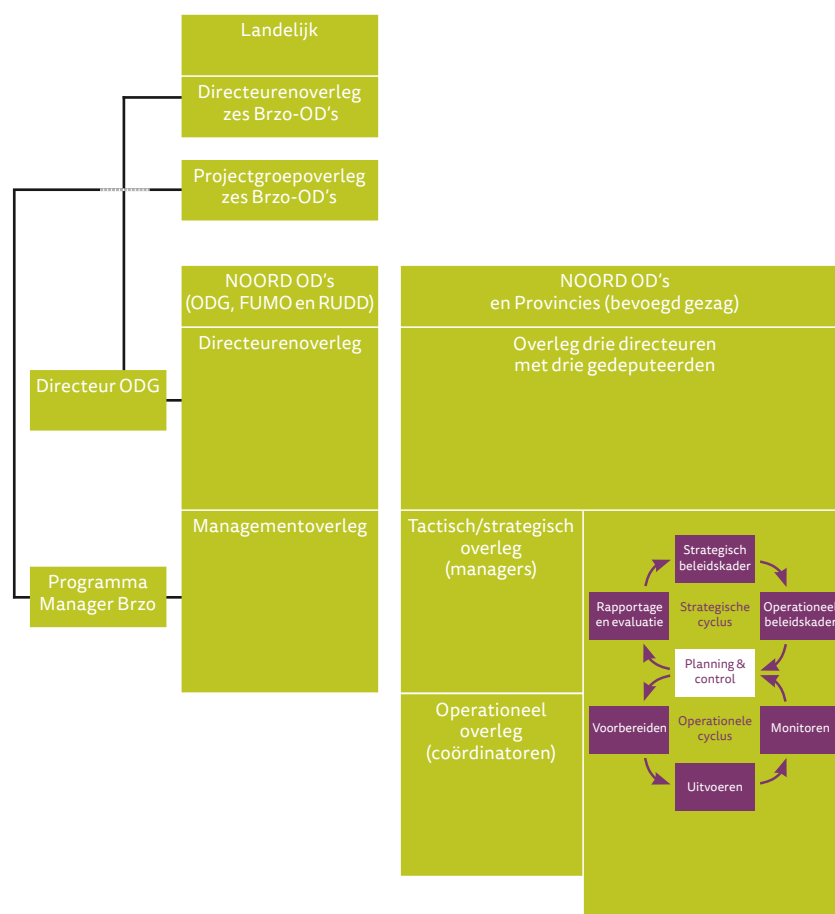 Landelijk
Directeurenoverleg
zes Brzo-OD's
Projectgroepoverleg
zes Brzo-OD's
NOORD OD's
(ODG, FUMO en RUDD)
NOORD OD's
en Provincies (bevoegd gezag)
Directeurenoverleg
Overleg drie directeuren
met drie gedeputeerden
Directeur ODG
Managementoverleg
Tactisch/strategisch
overleg
(managers)
Programma
Manager Brzo
Strategisch
beleidskader
Rapportage
en evaluatie
Strategische
cyclus
Operationeel
beleidskader
Planning &
control
Voorbereiden
Operationele
cyclus
Monitoren
Uitvoeren
Operationeel
overleg
(coördinatoren)